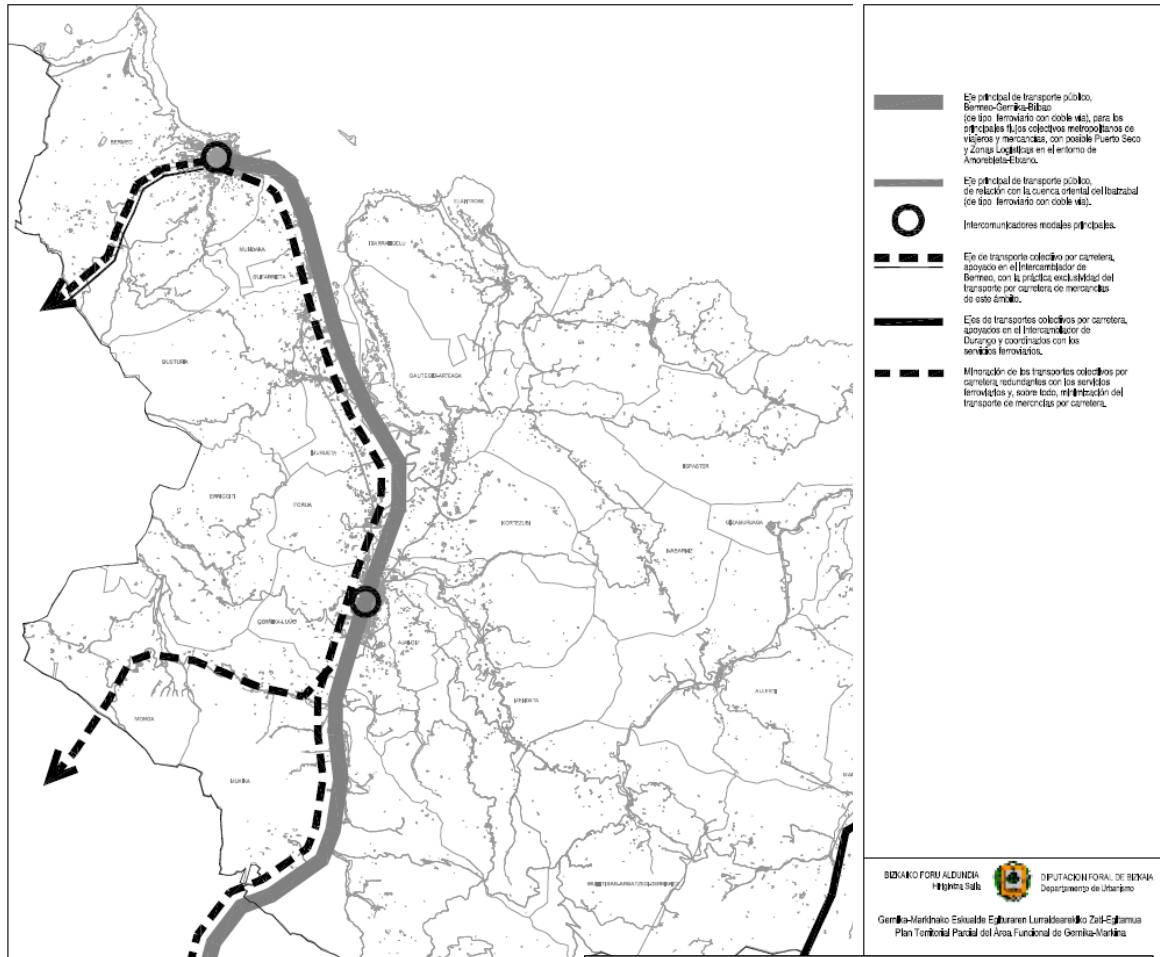 BERMEO
ELANTXOBE
IBARRANGELU
MUNDAKA
SUKARRIETA
EA
BUSTURIA
GAUTEGIZ-ARTEAGA
MURUETA
ISPASTER
ERRIGOITI
FORUA
KORTEZUBI
GIZABURUAGA
NABARNIZ
GERNIKA-LUMO
AJANGIZ
AULESTI
MENDATA
MORGA
MUXIKA
MUNITIBAR-ARBATZEGI-GERRIKAITZ
Eje principal de transporte público,
Bermeo-Gernika-Bilbao
(de tipo ferroviario con doble vía), para los
principales flujos colectivos metropolitanos de
viajeros y mercancías, con posible Puerto Seco
y Zonas Logísticas en el entorno de
Amorebieta-Etxano.
Eje principal de transporte público,
de relación con la cuenca oriental del Ibaizabal
(de tipo ferroviario con doble vía).
Intercomunicadores modales principales.
Eje de transporte colectivo por carretera,
apoyado en el Intercambiador de
Bermeo, con la práctica exclusividad del
transporte por carretera de mercancías
de este ámbito.
Ejes de transportes colectivos por carretera,
apoyados en el Intercambiador de
Durango y coordinados con los
servicios ferroviarios.
Minoración de los transportes colectivos por
carretera redundantes con los servicios
ferroviarios y, sobre todo, minimización del
transporte de mercncías por carretera.
BIZKAIKO FORU ALDUNDIA
Hirigintza Saila
DIPUTACION FORAL DE BIZKAIA
Departamento de Urbanismo
Gernika-Markinako Eskualde Egituraren Lurraldearekiko Zati-Egitamua
Plan Territorial Parcial del Área Funcional de Gernika-Markina